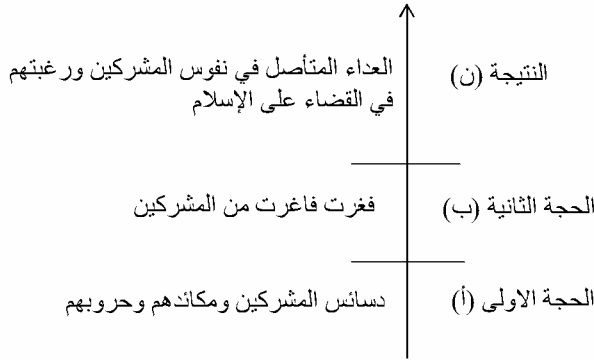 النتيجة (ن)
العداء المتأصل في نفوس المشركين ورغبتهم
في القضاء على الإسلام
الحجة الثانية (ب)
فغرت فاغرت من المشركين
الحجة الاولى (أ)
دسائس المشركين ومكائدهم وحروبهم